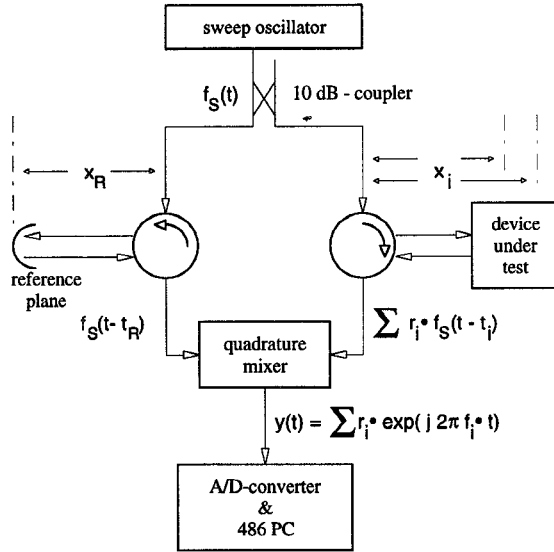 sweep oscillator
f_S(t)
10 dB - coupler
x_R
x_i
reference
plane
device
under
test
f_S(t- t_R)
∑ r_i• f_S(t - t_i)
quadrature
mixer
y(t) = ∑ r_i• exp( j 2π f_i• t)
A/D-converter
&
486 PC